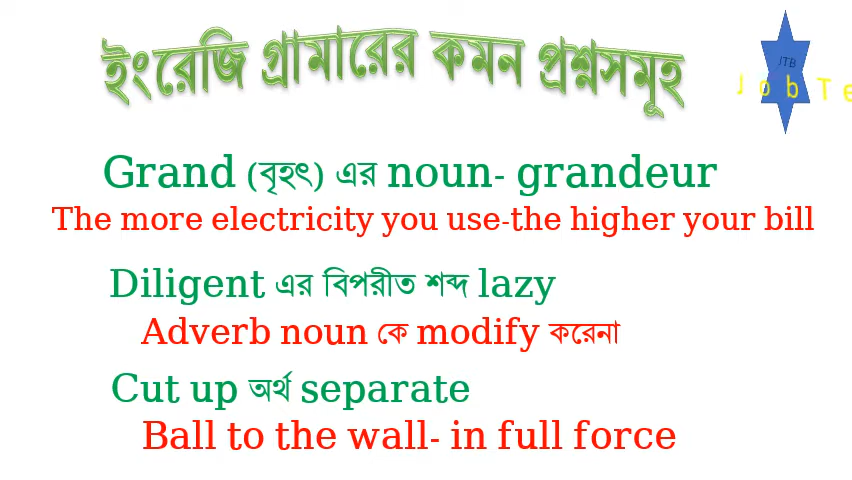 ইংরেজি গ্রামারের কমন প্রশ্নসমূহ
JTB
J o b T e
Grand (বৃহৎ) এর noun- grandeur
The more electricity you use-the higher your bill
Diligent এর বিপরীত শব্দ lazy
Adverb noun কে modify করেনা
Cut up অর্থ separate
Ball to the wall- in full force